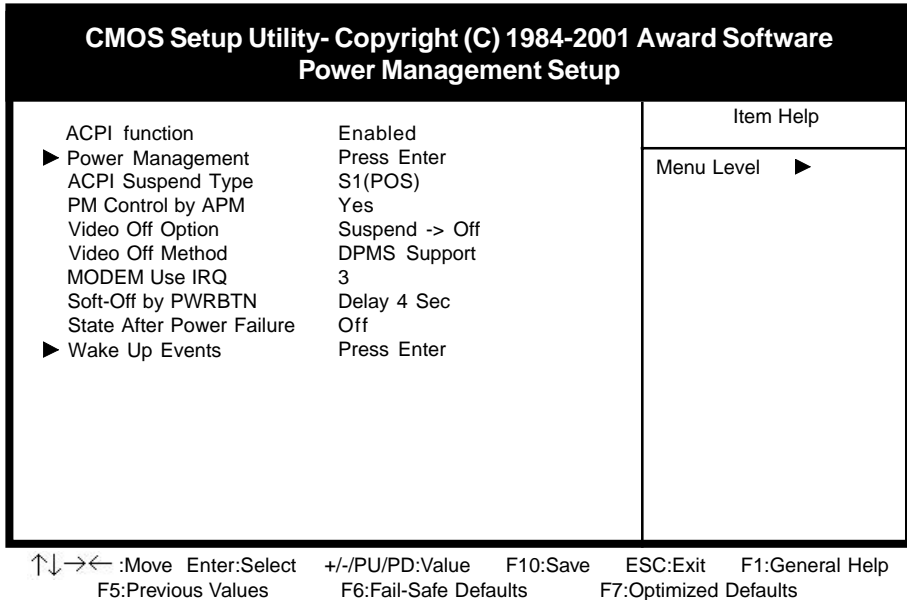 CMOS Setup Utility- Copyright (C) 1984-2001 Award Software
Power Management Setup
ACPI function Enabled
▶ Power Management Press Enter
ACPI Suspend Type S1(POS)
PM Control by APM Yes
Video Off Option Suspend -> Off
Video Off Method DPMS Support
MODEM Use IRQ 3
Soft-Off by PWRBTN Delay 4 Sec
State After Power Failure Off
▶ Wake Up Events Press Enter
Item Help
Menu Level ▶
↑↓→← :Move Enter:Select +/-/PU/PD:Value F10:Save ESC:Exit F1:General Help
F5:Previous Values F6:Fail-Safe Defaults F7:Optimized Defaults